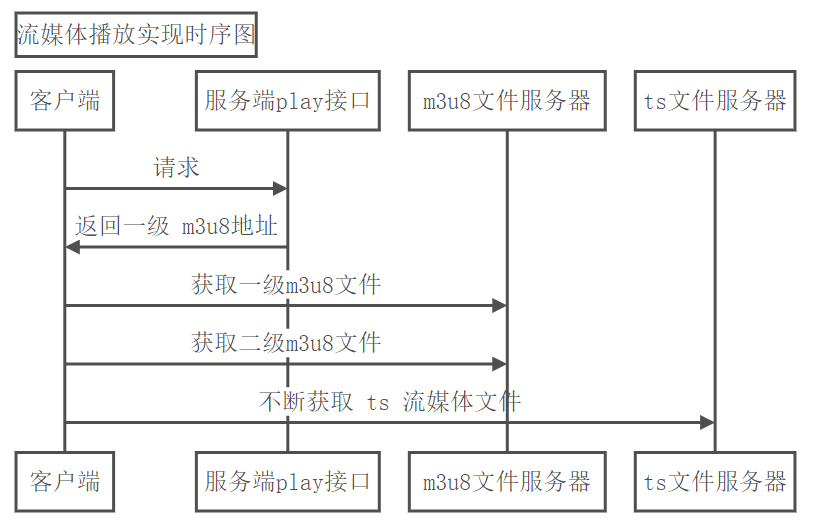 流媒体播放实现时序图
客户端 服务端play接口 m3u8文件服务器 ts文件服务器
请求
返回一级 m3u8地址
获取一级m3u8文件
获取二级m3u8文件
不断获取 ts 流媒体文件
客户端 服务端play接口 m3u8文件服务器 ts文件服务器